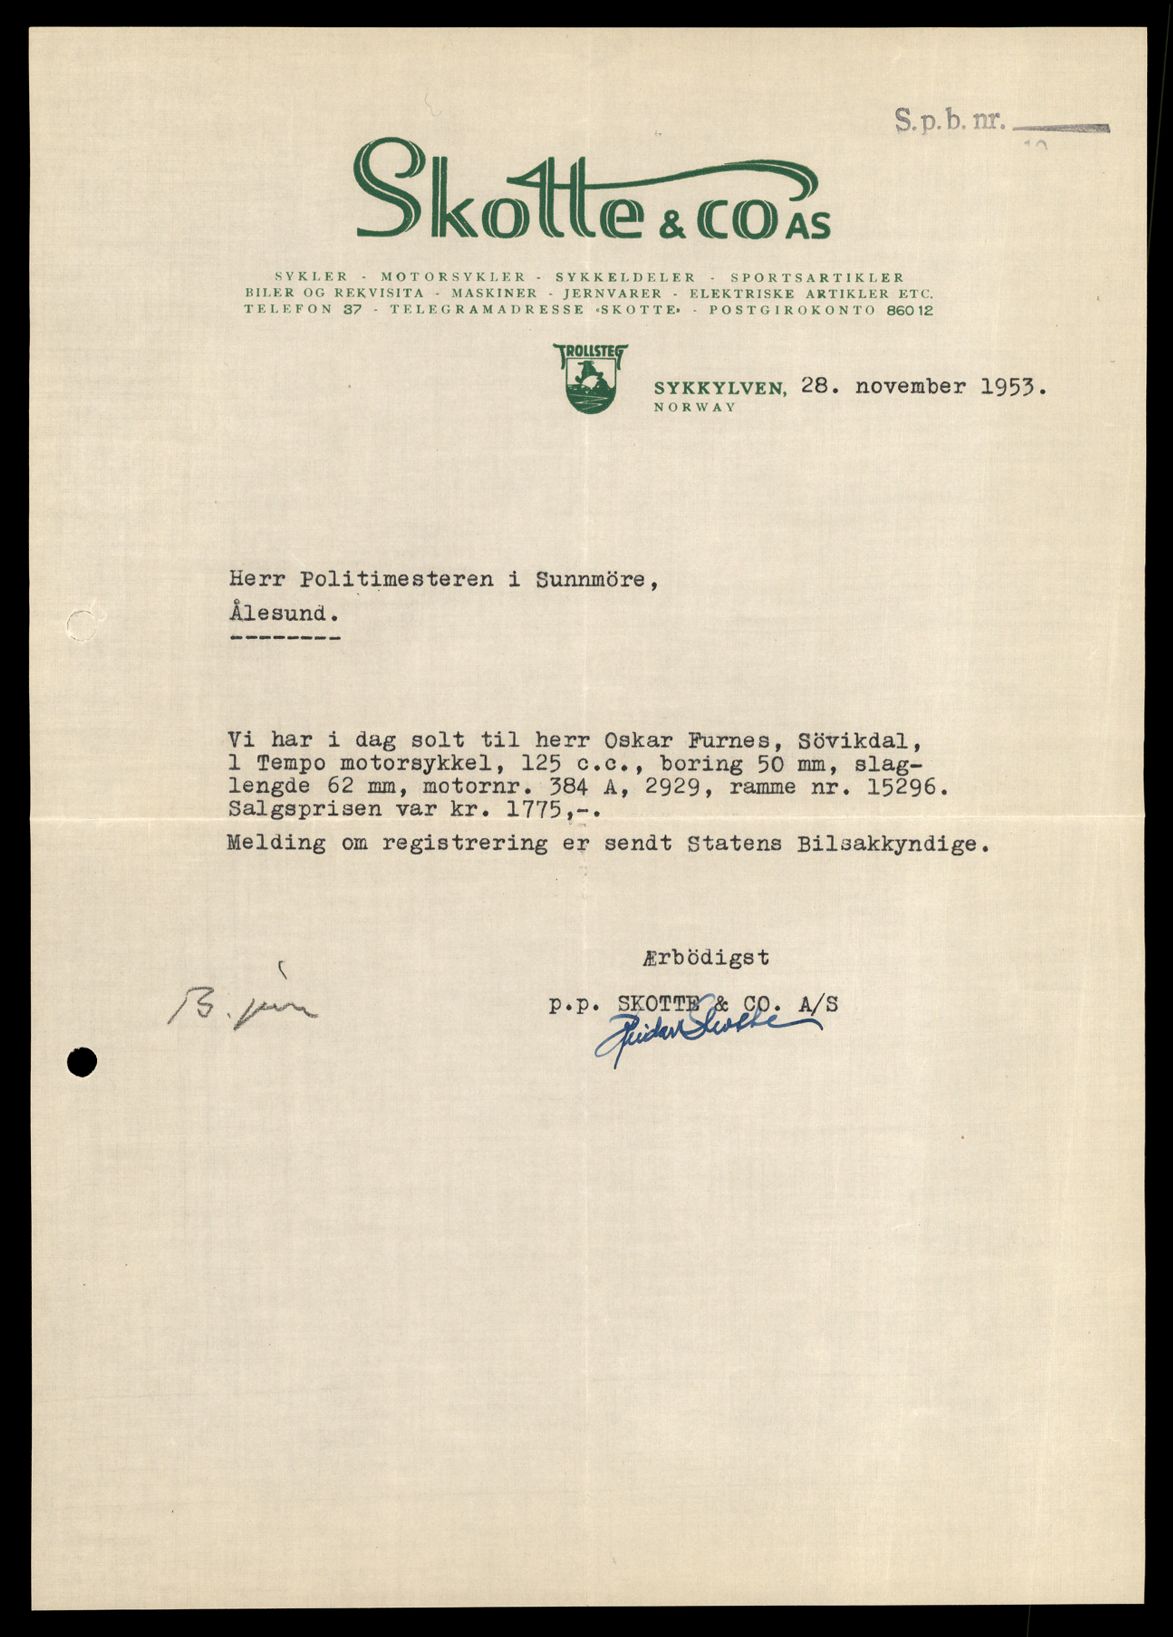 S.p.b. nr.
Skotte & CO AS
SYKLER - MOTORSYKLER - SYKKELDELER - SPORTSARTIKLER
BILER OG REKVISITA - MASKINER - JERNVARER - ELEKTRISKE ARTIKLER ETC.
TELEFON 37 - TELEGRAMADRESSE «SKOTTE» - POSTGIROKONTO 860 12
TROLLSTEG
SYKKYLVEN, 28. november 1953.
NORWAY
Herr Politimesteren i Sunnmöre,
Ålesund.
--------
Vi har i dag solt til herr Oskar Furnes, Sövikdal,
1 Tempo motorsykkel, 125 c.c., boring 50 mm, slag-
lengde 62 mm, motornr. 384 A, 2929, ramme nr. 15296.
Salgsprisen var kr. 1775,-.
Melding om registrering er sendt Statens Bilsakkyndige.
Ærbödigst
p.p. SKOTTE & CO. A/S
Skotte
B.